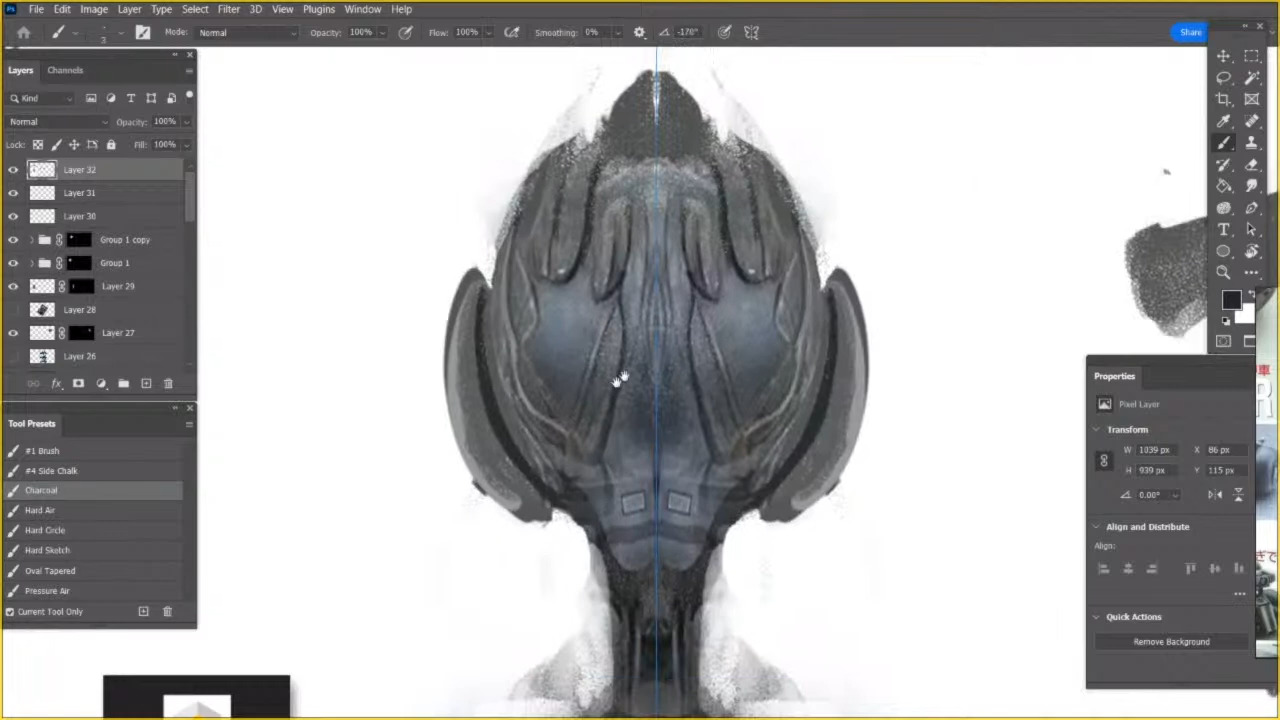 Ps File Edit Image Layer Type Select Filter 3D View Plugins Window Help
3 Mode: Normal Opacity: 100% Flow: 100% Smoothing: 0% -170° Share
Layers Channels
Kind
Normal Opacity: 100%
Lock: Fill: 100%
Layer 32
Layer 31
Layer 30
Group 1 copy
Group 1
Layer 29
Layer 28
Layer 27
Layer 26
fx
Tool Presets
#1 Brush
#4 Side Chalk
Charcoal
Hard Air
Hard Circle
Hard Sketch
Oval Tapered
Pressure Air
Current Tool Only
Properties
Pixel Layer
Transform
W 1039 px X 86 px
H 939 px Y 115 px
0.00°
Align and Distribute
Align:
Quick Actions
Remove Background